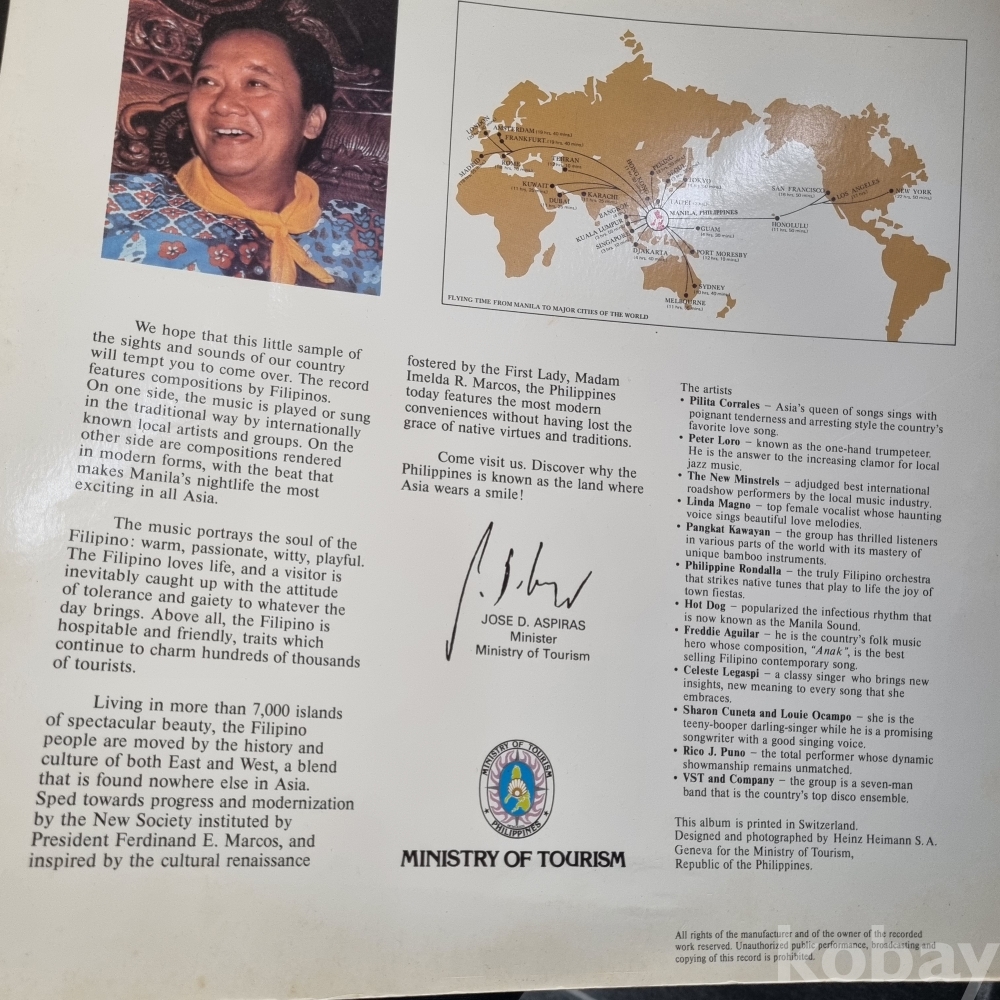 LONDON
AMSTERDAM (18 hrs. 40 mins.)
FRANKFURT (18 hrs. 40 mins.)
ROME
TEHRAN
KUWAIT
DUBAI
KARACHI
BANGKOK
KUALA LUMPUR
SINGAPORE
DJAKARTA
HONG KONG
PEKING
TOKYO
TAIPEI
MANILA, PHILIPPINES
GUAM
PORT MORESBY
SYDNEY
MELBOURNE
HONOLULU
SAN FRANCISCO
LOS ANGELES
NEW YORK
FLYING TIME FROM MANILA TO MAJOR CITIES OF THE WORLD
We hope that this little sample of
the sights and sounds of our country
will tempt you to come over. The record
features compositions by Filipinos.
On one side, the music is played or sung
in the traditional way by internationally
known local artists and groups. On the
other side are compositions rendered
in modern forms, with the beat that
makes Manila's nightlife the most
exciting in all Asia.
The music portrays the soul of the
Filipino: warm, passionate, witty, playful.
The Filipino loves life, and a visitor is
inevitably caught up with the attitude
of tolerance and gaiety to whatever the
day brings. Above all, the Filipino is
hospitable and friendly, traits which
continue to charm hundreds of thousands
of tourists.
Living in more than 7,000 islands
of spectacular beauty, the Filipino
people are moved by the history and
culture of both East and West, a blend
that is found nowhere else in Asia.
Sped towards progress and modernization
by the New Society instituted by
President Ferdinand E. Marcos, and
inspired by the cultural renaissance
fostered by the First Lady, Madam
Imelda R. Marcos, the Philippines
today features the most modern
conveniences without having lost the
grace of native virtues and traditions.
Come visit us. Discover why the
Philippines is known as the land where
Asia wears a smile!
JOSE D. ASPIRAS
Minister
Ministry of Tourism
MINISTRY OF TOURISM
PHILIPPINES
MINISTRY OF TOURISM
The artists
• Pilita Corrales – Asia's queen of songs sings with
poignant tenderness and arresting style the country's
favorite love song.
• Peter Loro – known as the one-hand trumpeteer.
He is the answer to the increasing clamor for local
jazz music.
• The New Minstrels – adjudged best international
roadshow performers by the local music industry.
• Linda Magno – top female vocalist whose haunting
voice sings beautiful love melodies.
• Pangkat Kawayan – the group has thrilled listeners
in various parts of the world with its mastery of
unique bamboo instruments.
• Philippine Rondalla – the truly Filipino orchestra
that strikes native tunes that play to life the joy of
town fiestas.
• Hot Dog – popularized the infectious rhythm that
is now known as the Manila Sound.
• Freddie Aguilar – he is the country's folk music
hero whose composition, "Anak", is the best
selling Filipino contemporary song.
• Celeste Legaspi – a classy singer who brings new
insights, new meaning to every song that she
embraces.
• Sharon Cuneta and Louie Ocampo – she is the
teeny-booper darling-singer while he is a promising
songwriter with a good singing voice.
• Rico J. Puno – the total performer whose dynamic
showmanship remains unmatched.
• VST and Company – the group is a seven-man
band that is the country's top disco ensemble.
This album is printed in Switzerland.
Designed and photographed by Heinz Heimann S.A.
Geneva for the Ministry of Tourism,
Republic of the Philippines.
All rights of the manufacturer and of the owner of the recorded
work reserved. Unauthorized public performance, broadcasting and
copying of this record is prohibited.
kobay